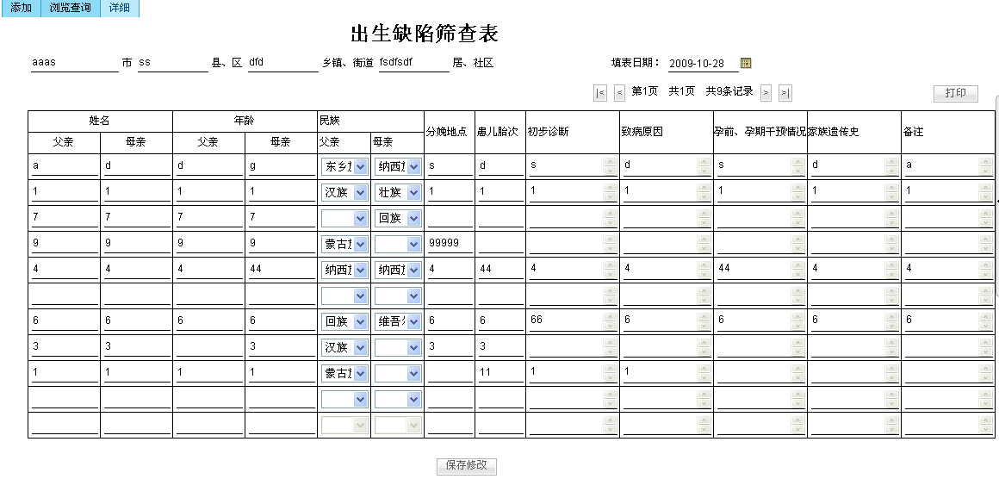 添加 浏览查询 详细
出生缺陷筛查表
aaas 市 ss 县、区 dfd 乡镇、街道 fsdfsdf 居、社区 填表日期： 2009-10-28
|< < 第1页 共1页 共9条记录 > >| 打印
姓名 年龄 民族 分娩地点 患儿胎次 初步诊断 致病原因 孕前、孕期干预情况 家族遗传史 备注
父亲 母亲 父亲 母亲 父亲 母亲
a d d g 东乡 纳西 s d s d s d a
1 1 1 1 汉族 壮族 1 1 1 1 1 1 1
7 7 7 7 回族
9 9 9 9 蒙古 99999
4 4 4 44 纳西 纳西 4 44 4 4 44 4 4
6 6 6 6 回族 维吾 6 6 66 6 6 6 6
3 3 3 汉族 3 3
1 1 1 1 蒙古 11 1 1
保存修改